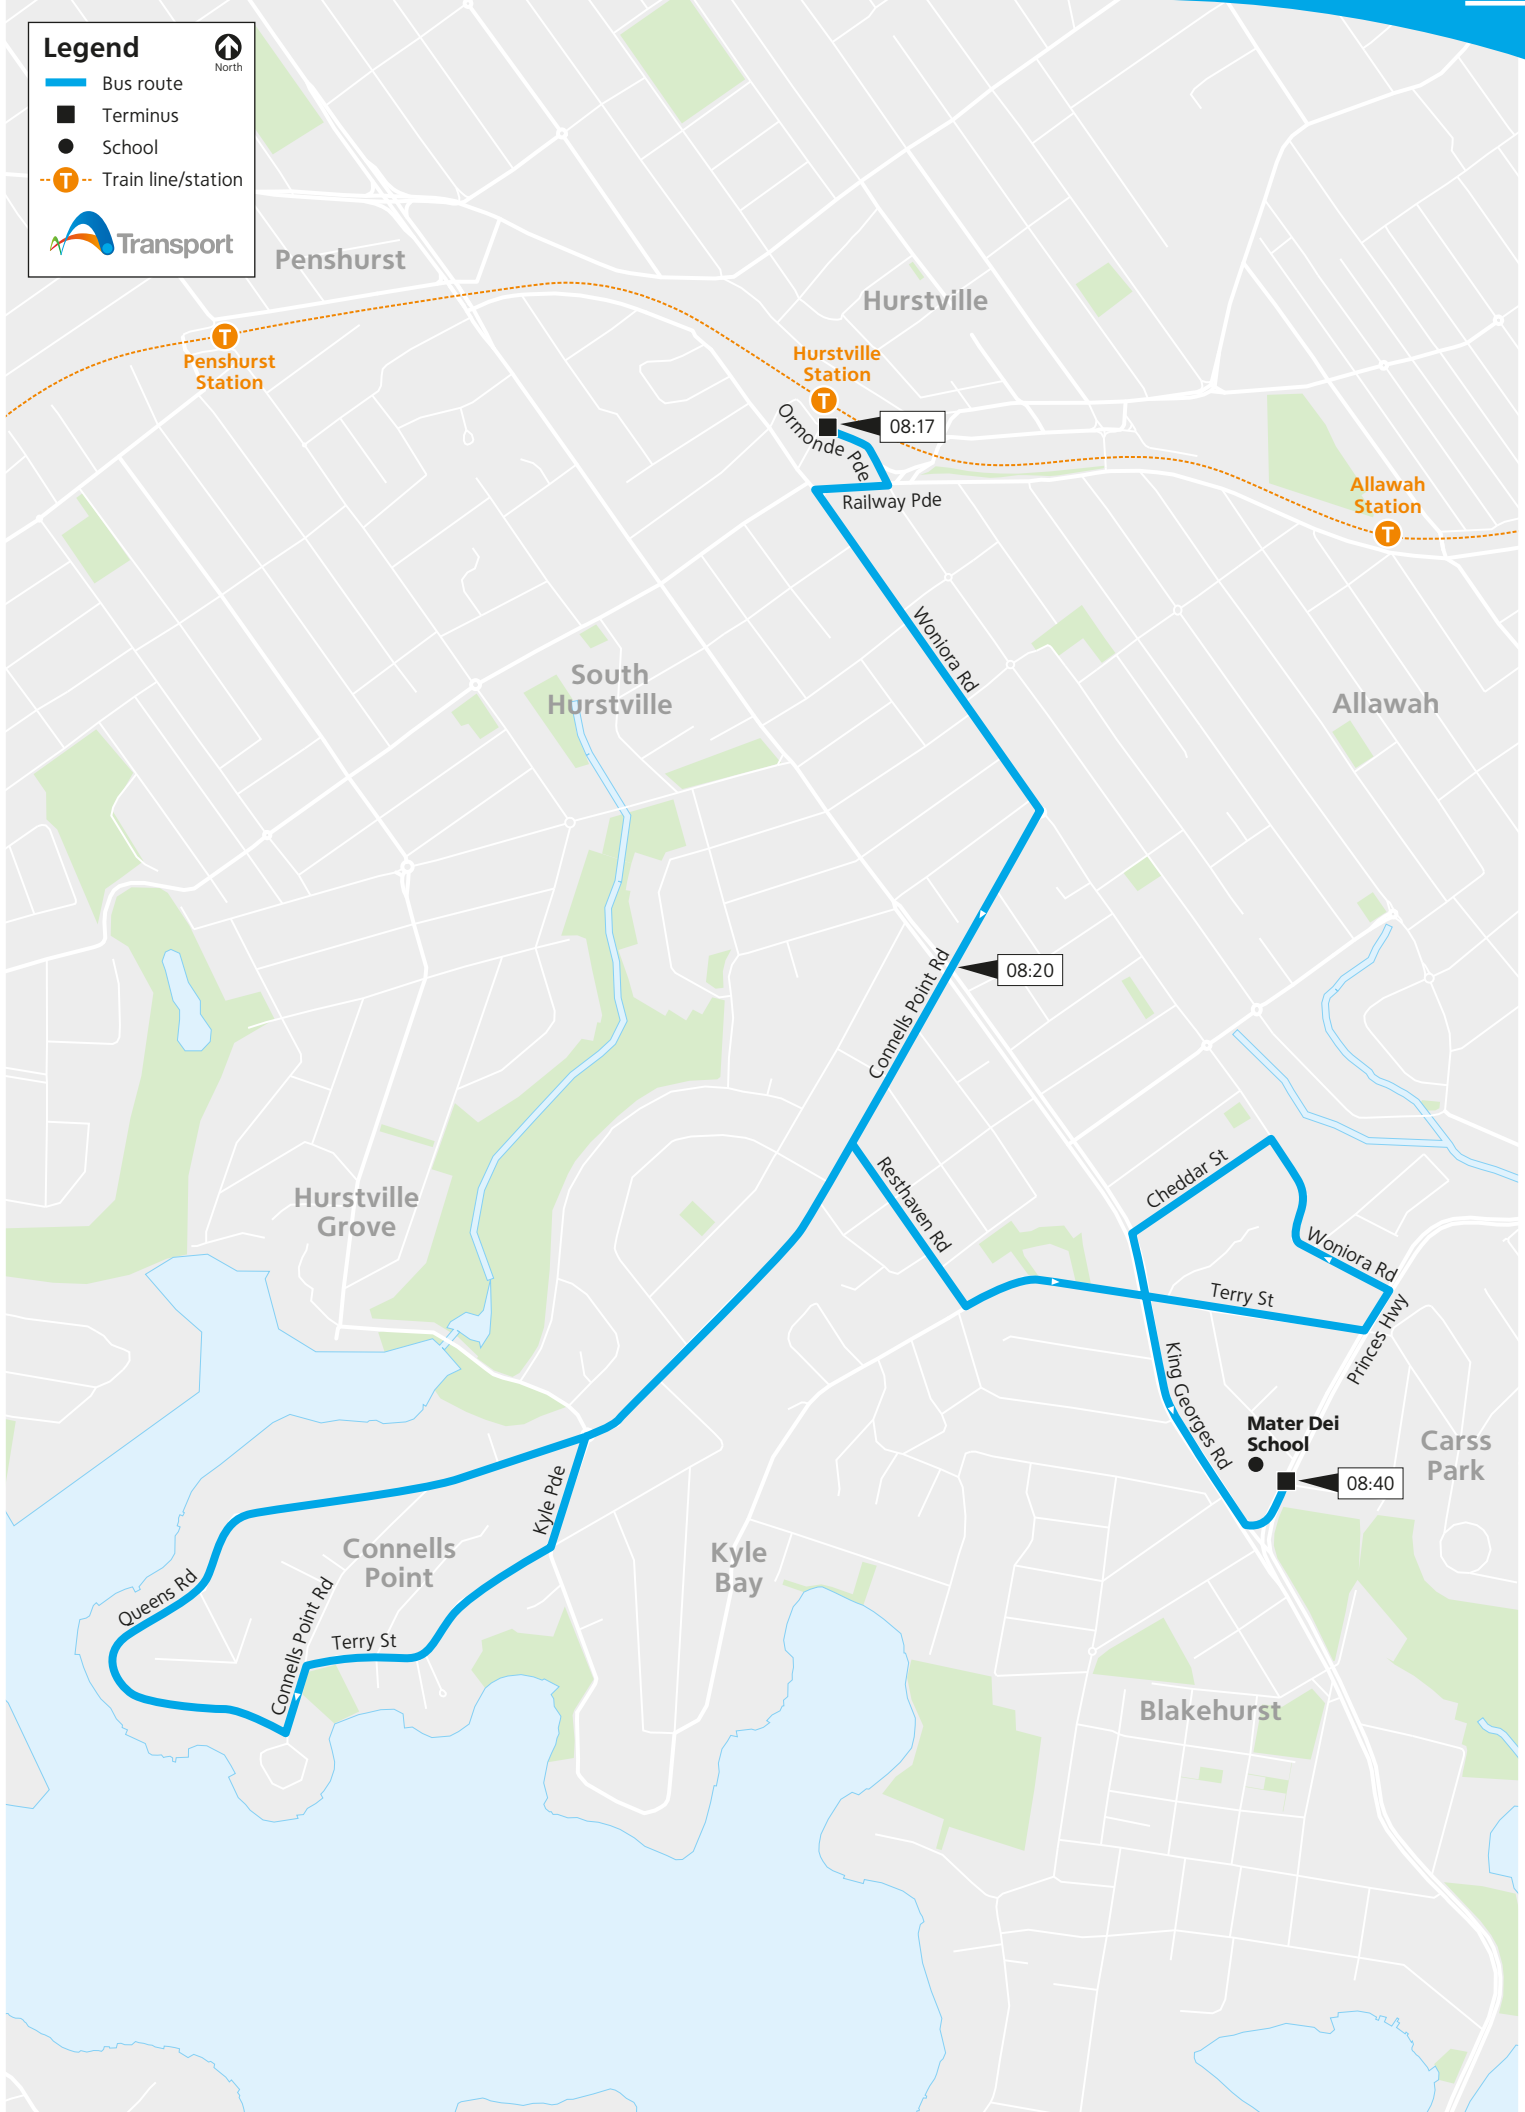 Legend
North
Bus route
Terminus
School
T
Train line/station
Transport
Penshurst
Hurstville
T
Penshurst
Station
Hurstville
Station
T
08:17
Ormonde Pde
Railway Pde
Allawah
Station
T
Woniora Rd
South
Hurstville
Allawah
08:20
Connells Point Rd
Resthaven Rd
Cheddar St
Hurstville
Grove
Woniora Rd
Terry St
Princes Hwy
King Georges Rd
Mater Dei
School
Carss
Park
08:40
Kyle Pde
Connells
Point
Kyle
Bay
Queens Rd
Connells Point Rd
Terry St
Blakehurst